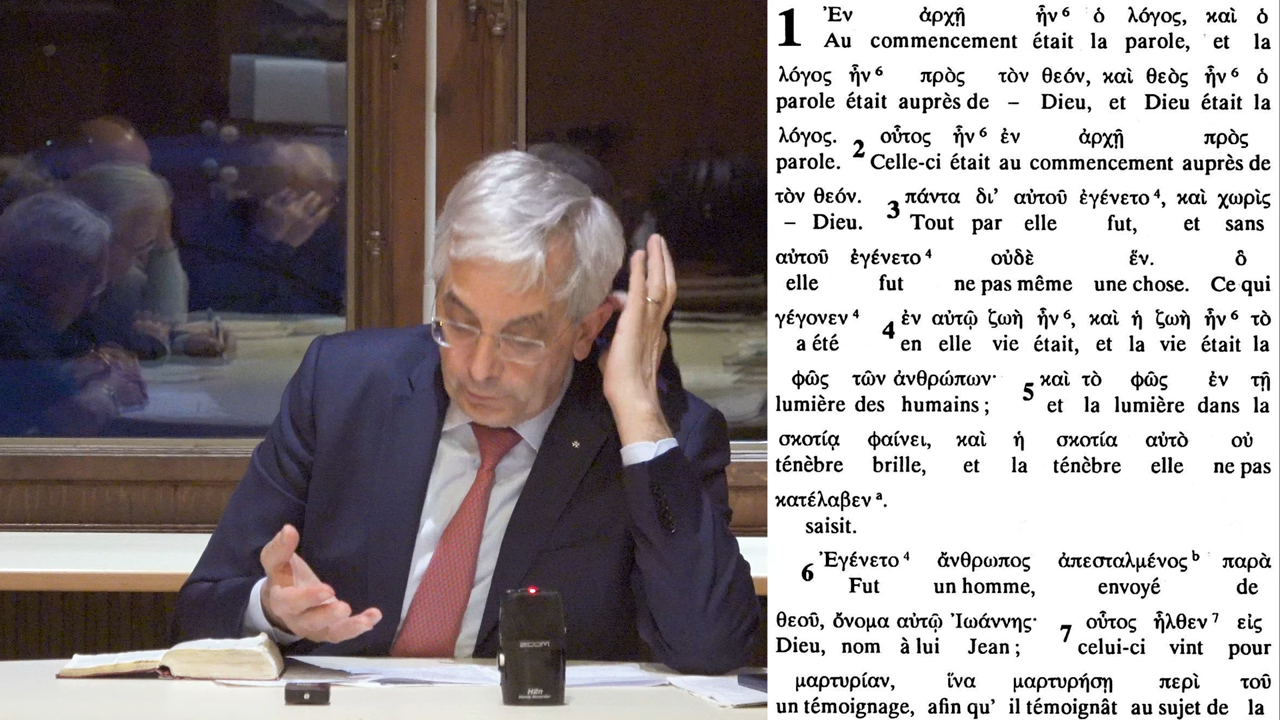 ZOOM
H2n
Handy Recorder
1 Ἐν ἀρχῇ ἦν⁶ ὁ λόγος, καὶ ὁ
Au commencement était la parole, et la
λόγος ἦν⁶ πρὸς τὸν θεόν, καὶ θεὸς ἦν⁶ ὁ
parole était auprès de – Dieu, et Dieu était la
λόγος. 2 οὗτος ἦν⁶ ἐν ἀρχῇ πρὸς
parole. Celle-ci était au commencement auprès de
τὸν θεόν. 3 πάντα δι' αὐτοῦ ἐγένετο⁴, καὶ χωρὶς
– Dieu. Tout par elle fut, et sans
αὐτοῦ ἐγένετο⁴ οὐδὲ ἕν. ὃ
elle fut ne pas même une chose. Ce qui
γέγονεν⁴ 4 ἐν αὐτῷ ζωὴ ἦν⁶, καὶ ἡ ζωὴ ἦν⁶ τὸ
a été en elle vie était, et la vie était la
φῶς τῶν ἀνθρώπων· 5 καὶ τὸ φῶς ἐν τῇ
lumière des humains ; et la lumière dans la
σκοτίᾳ φαίνει, καὶ ἡ σκοτία αὐτὸ οὐ
ténèbre brille, et la ténèbre elle ne pas
κατέλαβενᵃ.
saisit.
6 Ἐγένετο⁴ ἄνθρωπος ἀπεσταλμένοςᵇ παρὰ
Fut un homme, envoyé de
θεοῦ, ὄνομα αὐτῷ Ἰωάννης· 7 οὗτος ἦλθεν⁷ εἰς
Dieu, nom à lui Jean ; celui-ci vint pour
μαρτυρίαν, ἵνα μαρτυρήσῃ περὶ τοῦ
un témoignage, afin qu' il témoignât au sujet de la